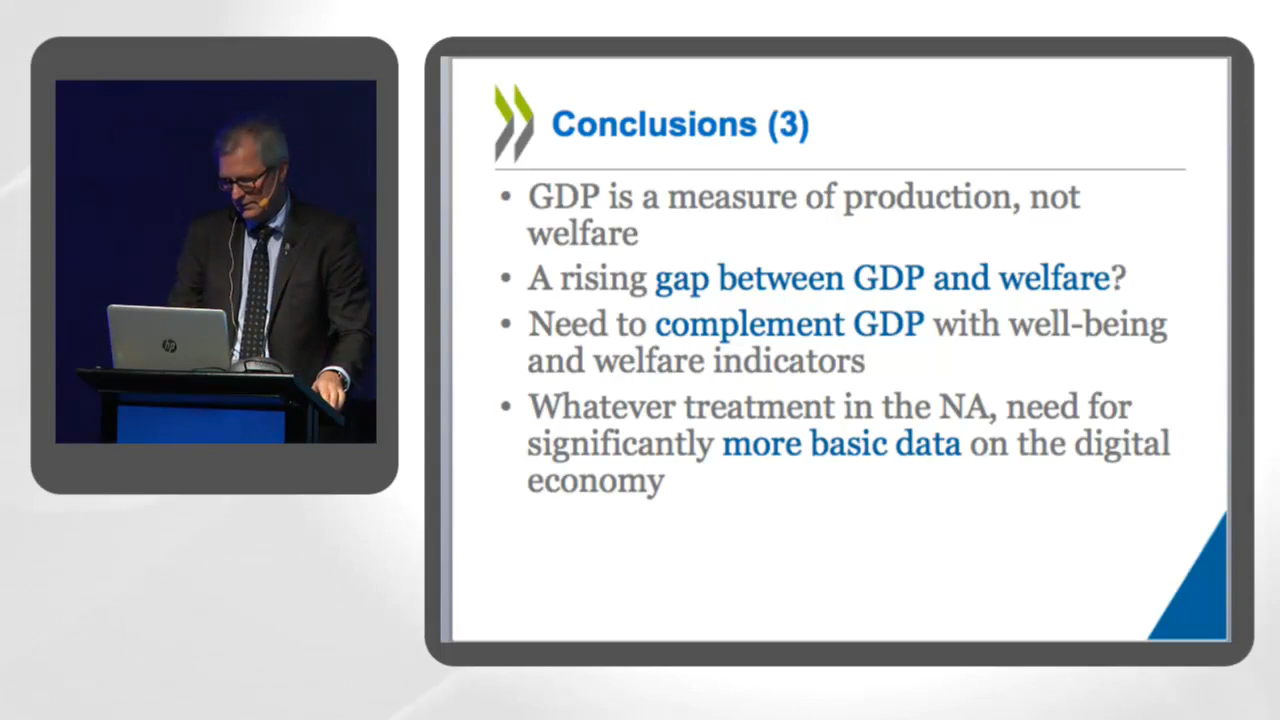 Conclusions (3)
• GDP is a measure of production, not
welfare
• A rising gap between GDP and welfare?
• Need to complement GDP with well-being
and welfare indicators
• Whatever treatment in the NA, need for
significantly more basic data on the digital
economy
hp